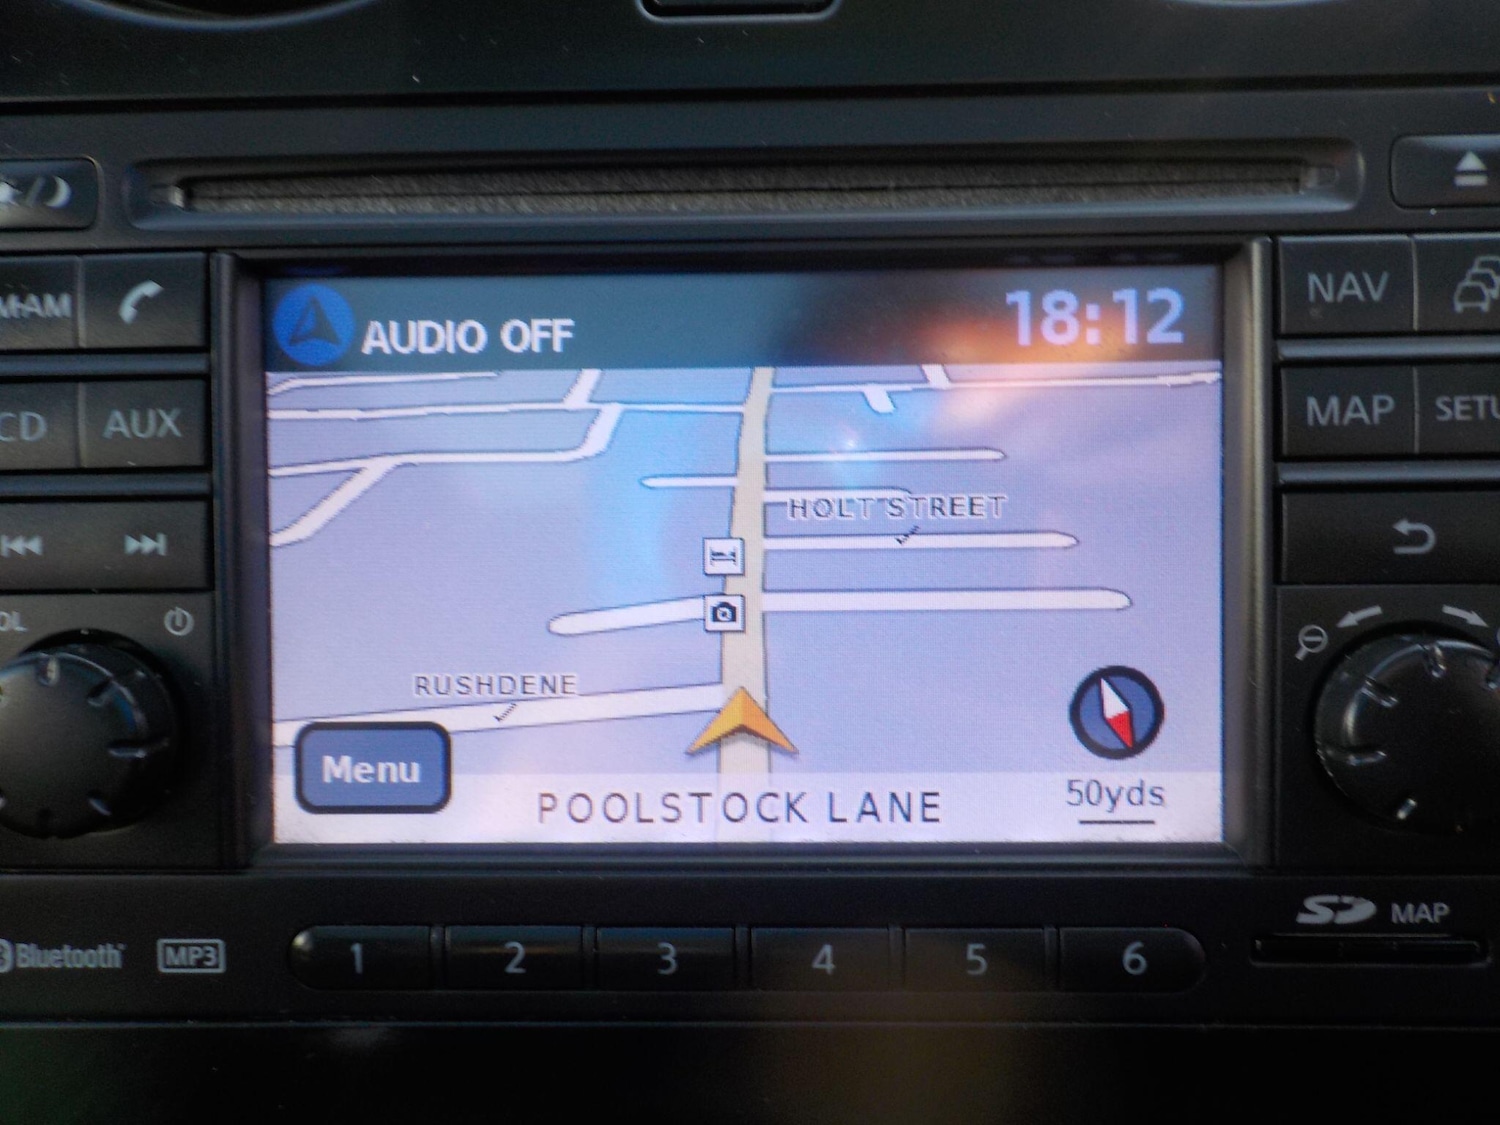 AUDIO OFF
18:12
NAV
AUX
MAP
CD
HOLT STREET
RUSHDENE
Menu
POOLSTOCK LANE
50yds
Bluetooth
MP3
1
2
3
4
5
6
SD
MAP